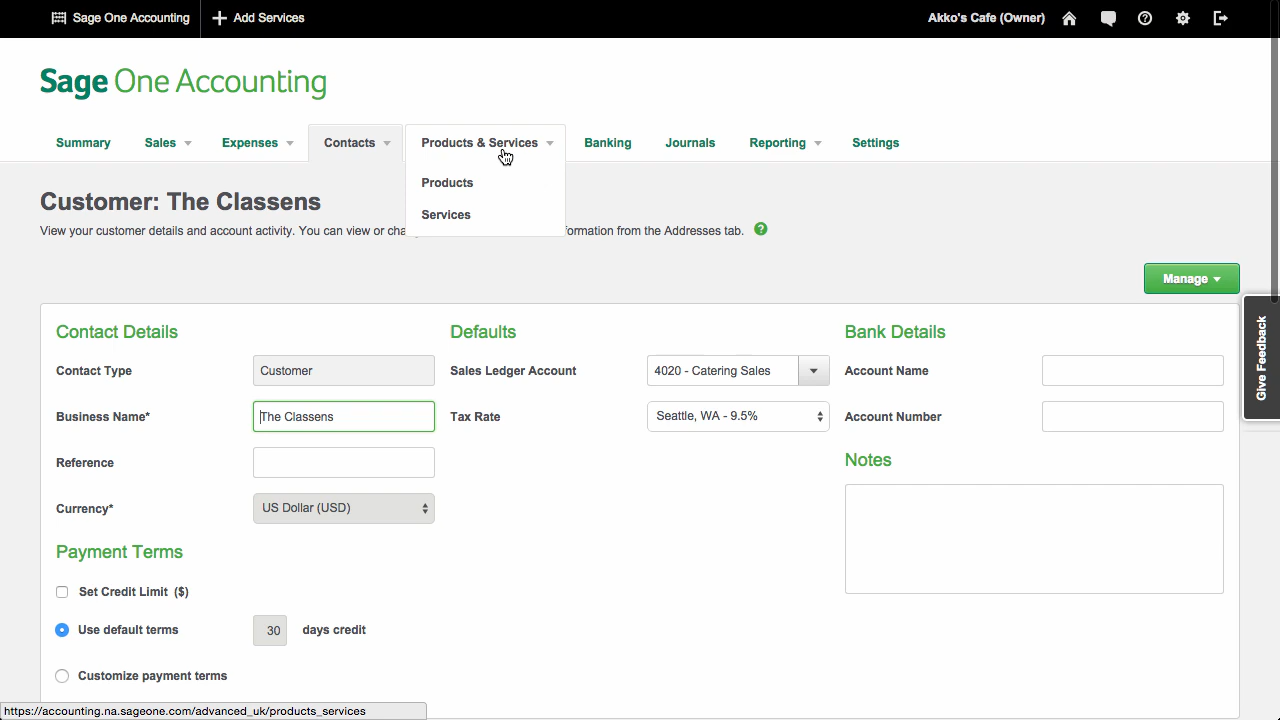 Sage One Accounting
Add Services
Akko's Cafe (Owner)
Sage One Accounting
Summary
Sales
Expenses
Contacts
Products & Services
Banking
Journals
Reporting
Settings
Products
Services
Customer: The Classens
View your customer details and account activity. You can view or cha
formation from the Addresses tab.
Manage
Give Feedback
Contact Details
Contact Type
Customer
Business Name*
The Classens
Reference
Currency*
US Dollar (USD)
Payment Terms
Set Credit Limit ($)
Use default terms
30
days credit
Customize payment terms
Defaults
Sales Ledger Account
4020 - Catering Sales
Tax Rate
Seattle, WA - 9.5%
Bank Details
Account Name
Account Number
Notes
https://accounting.na.sageone.com/advanced_uk/products_services